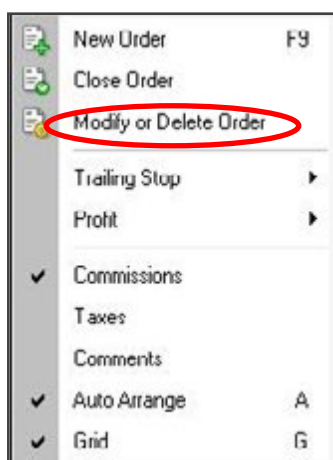 New Order F9
Close Order
Modify or Delete Order
Trailing Stop
Profit
Commissions
Taxes
Comments
Auto Arrange A
Grid G